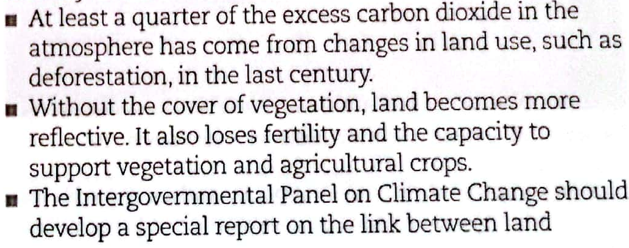 ■ At least a quarter of the excess carbon dioxide in the
atmosphere has come from changes in land use, such as
deforestation, in the last century.
■ Without the cover of vegetation, land becomes more
reflective. It also loses fertility and the capacity to
support vegetation and agricultural crops.
■ The Intergovernmental Panel on Climate Change should
develop a special report on the link between land